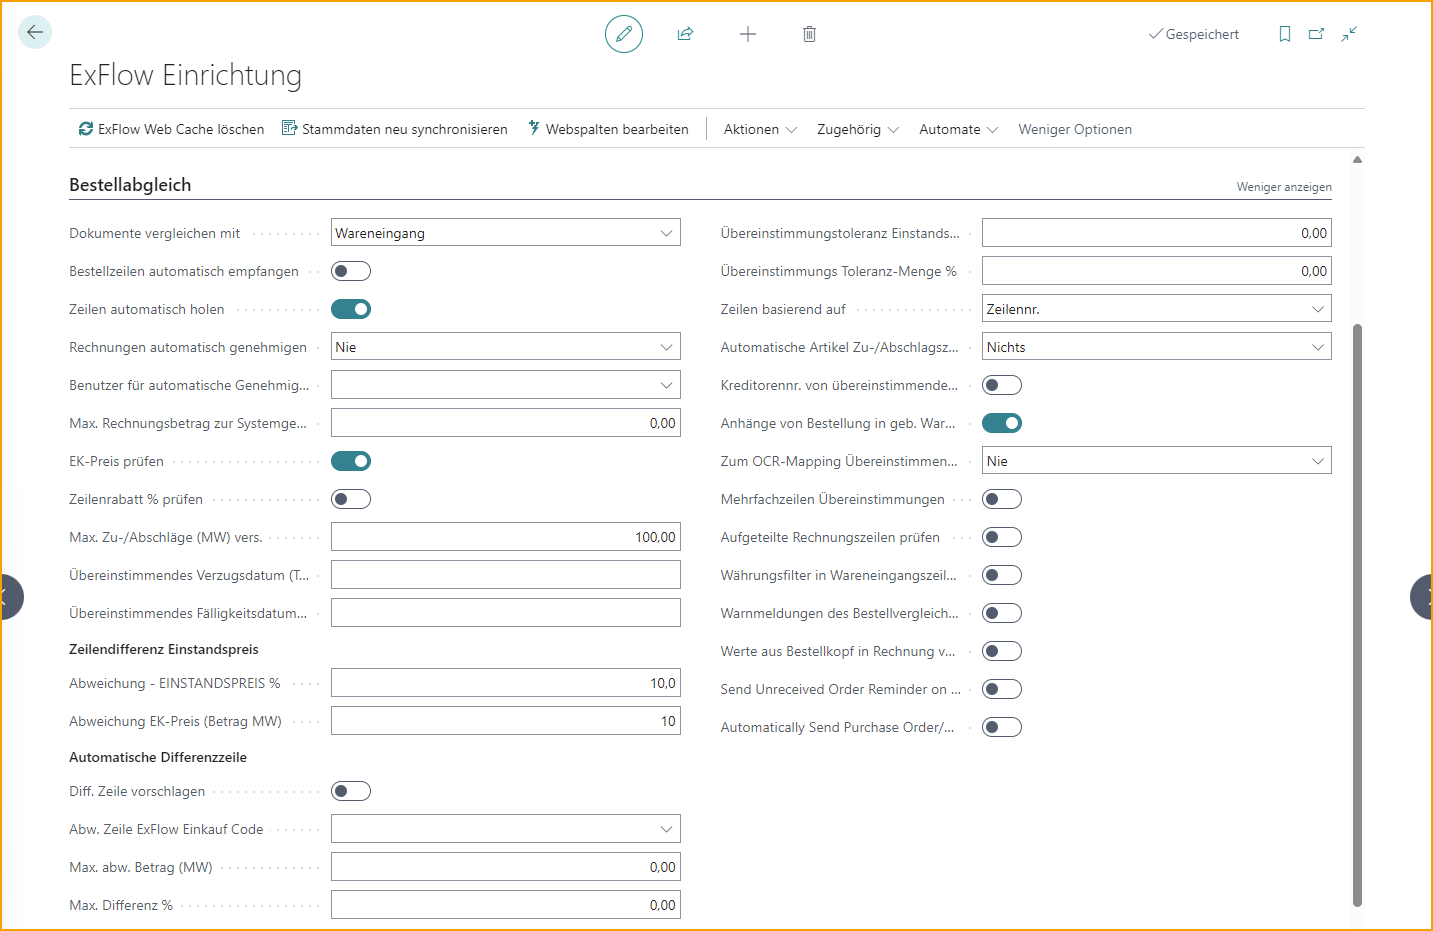 Gespeichert
ExFlow Einrichtung
ExFlow Web Cache löschen Stammdaten neu synchronisieren Webspalten bearbeiten Aktionen Zugehörig Automate Weniger Optionen
Bestellabgleich
Weniger anzeigen
Dokumente vergleichen mit Wareneingang
Bestellzeilen automatisch empfangen
Zeilen automatisch holen
Rechnungen automatisch genehmigen Nie
Benutzer für automatische Genehmig...
Max. Rechnungsbetrag zur Systemge... 0,00
EK-Preis prüfen
Zeilenrabatt % prüfen
Max. Zu-/Abschläge (MW) vers. 100,00
Übereinstimmendes Verzugsdatum (T...
Übereinstimmendes Fälligkeitsdatum...
Zeilendifferenz Einstandspreis
Abweichung - EINSTANDSPREIS % 10,0
Abweichung EK-Preis (Betrag MW) 10
Automatische Differenzzeile
Diff. Zeile vorschlagen
Abw. Zeile ExFlow Einkauf Code
Max. abw. Betrag (MW) 0,00
Max. Differenz % 0,00
Übereinstimmungstoleranz Einstands... 0,00
Übereinstimmungs Toleranz-Menge % 0,00
Zeilen basierend auf Zeilennr.
Automatische Artikel Zu-/Abschlagsz... Nichts
Kreditorennr. von übereinstimmende...
Anhänge von Bestellung in geb. War...
Zum OCR-Mapping Übereinstimmen... Nie
Mehrfachzeilen Übereinstimmungen
Aufgeteilte Rechnungszeilen prüfen
Währungsfilter in Wareneingangszeil...
Warnmeldungen des Bestellvergleich...
Werte aus Bestellkopf in Rechnung v...
Send Unreceived Order Reminder on ...
Automatically Send Purchase Order/...